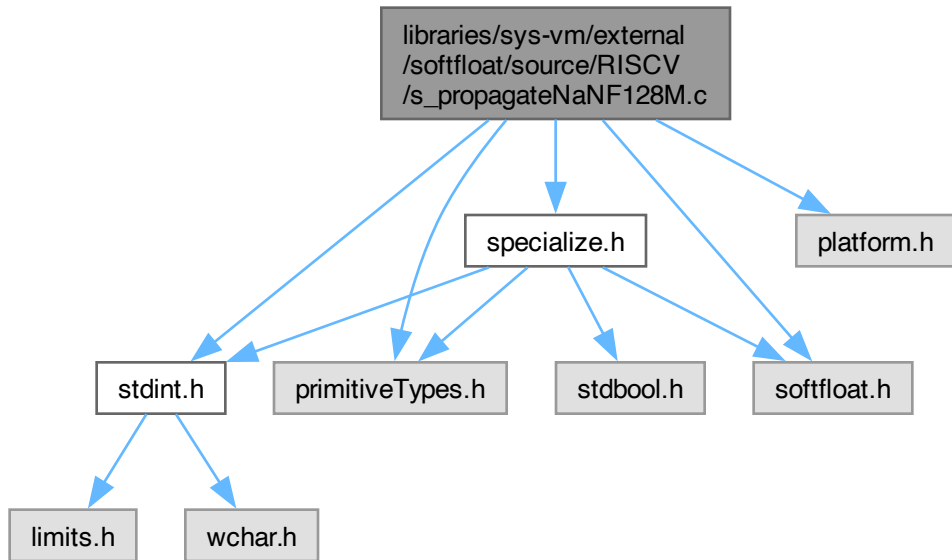 libraries/sys-vm/external
/softfloat/source/RISCV
/s_propagateNaNF128M.c
specialize.h
platform.h
stdint.h
primitiveTypes.h
stdbool.h
softfloat.h
limits.h
wchar.h